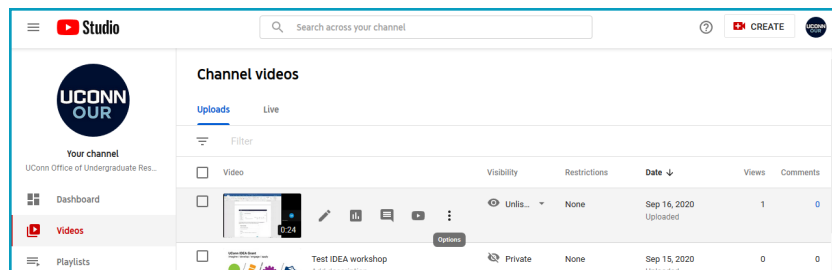 Studio
Search across your channel
CREATE
UCONN
OUR
UCONN
OUR
Your channel
UConn Office of Undergraduate Res...
Dashboard
Videos
Playlists
Channel videos
Uploads
Live
Filter
Video
Visibility
Restrictions
Date ↓
Views
Comments
0:24
Options
Unlis...
None
Sep 16, 2020
Uploaded
1
0
Test IDEA workshop
Private
None
Sep 15, 2020
0
0